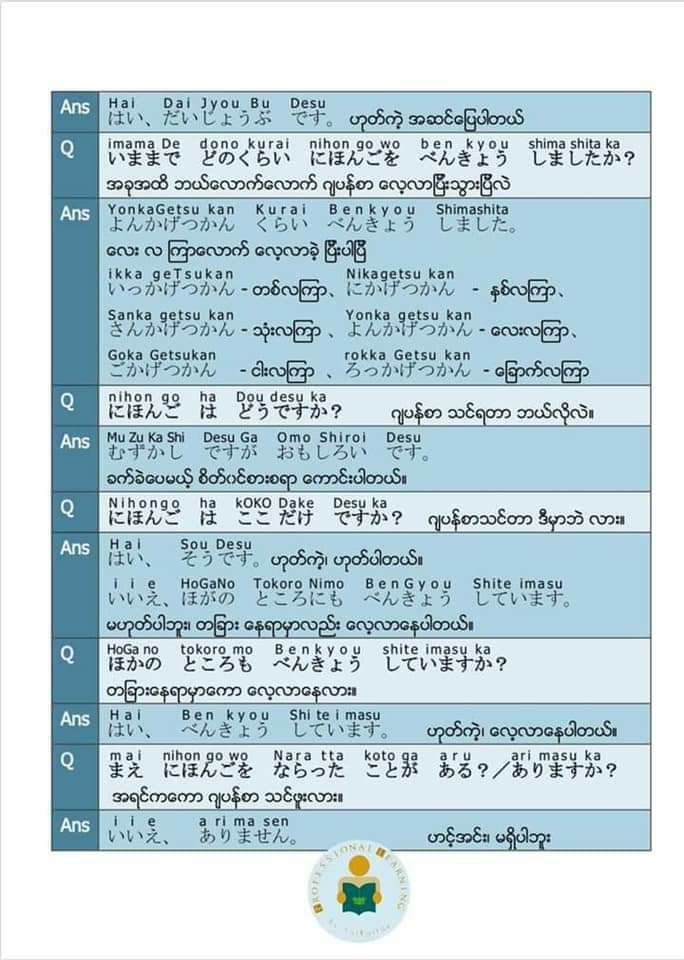 Ans
Hai Dai Jyou Bu Desu
はい、だいじょうぶ です。 ဟုတ်ကဲ့ အဆင်ပြေပါတယ်
Q
imama De dono kurai nihon go wo ben kyou shima shita ka
いままで どのくらい にほんごを べんきょう しましたか?
အခုအထိ ဘယ်လောက်လောက် ဂျပန်စာ လေ့လာပြီးသွားပြီလဲ
Ans
YonkaGetsu kan Kurai Benkyou Shimashita
よんかげつかん くらい べんきょう しました。
လေး လ ကြာလောက် လေ့လာခဲ့ ပြီးပါပြီ
ikka geTsukan Nikagetsu kan
いっかげつかん - တစ်လကြာ、 にかげつかん - နှစ်လကြာ、
Sanka getsu kan Yonka getsu kan
さんかげつかん - သုံးလကြာ 、 よんかげつかん - လေးလကြာ、
Goka Getsukan rokka Getsu kan
ごかげつかん - ငါးလကြာ 、 ろっかげつかん - ခြောက်လကြာ
Q
nihon go ha Dou desu ka
にほんご は どうですか? ဂျပန်စာ သင်ရတာ ဘယ်လိုလဲ။
Ans
Mu Zu Ka Shi Desu Ga Omo Shiroi Desu
むずかし ですが おもしろい です。
ခက်ခဲပေမယ့် စိတ်ဝင်စားစရာ ကောင်းပါတယ်။
Q
Nihongo ha kOKO Dake Desu ka
にほんご は ここ だけ ですか? ဂျပန်စာသင်တာ ဒီမှာဘဲ လား။
Ans
Hai Sou Desu
はい、 そうです。 ဟုတ်ကဲ့၊ ဟုတ်ပါတယ်။
iie HoGaNo Tokoro Nimo BenGyou Shite imasu
いいえ、ほがの ところにも べんきょう しています。
မဟုတ်ပါဘူး၊ တခြား နေရာမှာလည်း လေ့လာနေပါတယ်။
Q
HoGa no tokoro mo Benkyou shite imasu ka
ほかの ところも べんきょう していますか?
တခြားနေရာမှာကော လေ့လာနေလား။
Ans
Hai Ben kyou Shi te i masu
はい、 べんきょう しています。 ဟုတ်ကဲ့၊ လေ့လာနေပါတယ်။
Q
mai nihon go wo Nara tta koto ga aru ari masu ka
まえ にほんごを ならった ことが ある?/ありますか?
အရင်ကကော ဂျပန်စာ သင်ဖူးလား။
Ans
iie a ri ma sen
いいえ、 ありません。 ဟင့်အင်း၊ မရှိပါဘူး
PROFESSIONAL LEARNING